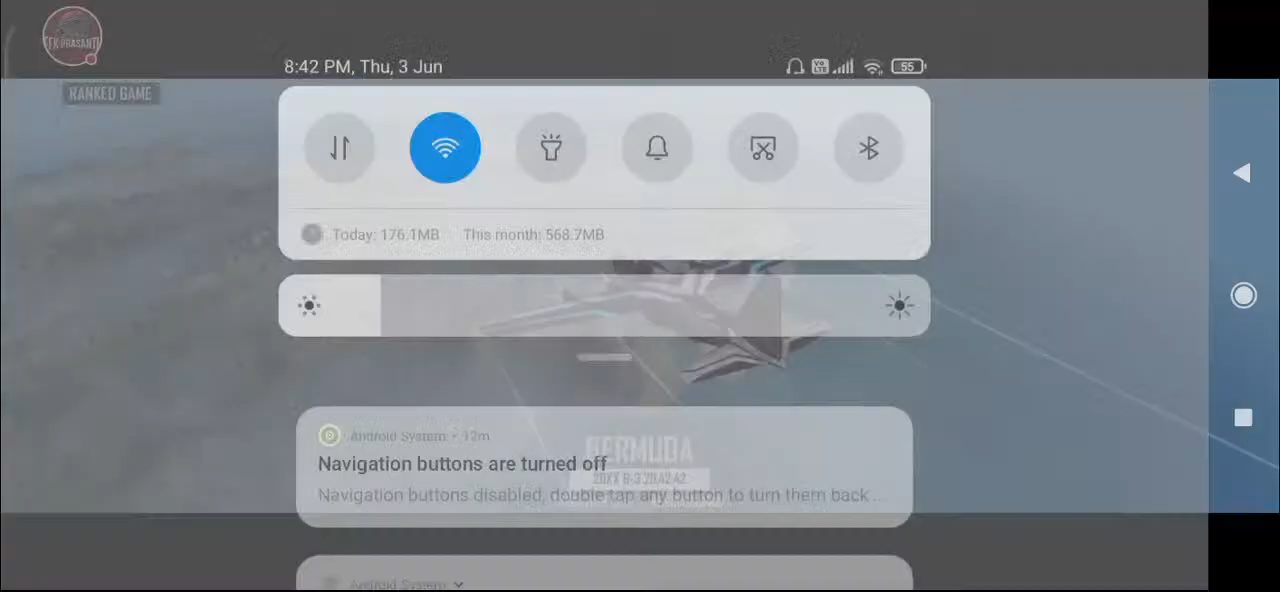 8:42 PM, Thu, 3 Jun
VO
LTE
55
RANKED GAME
Today: 176.1MB
This month: 568.7MB
Android System • 12m
Navigation buttons are turned off
Navigation buttons disabled, double tap any button to turn them back ...
BERMUDA
Android System